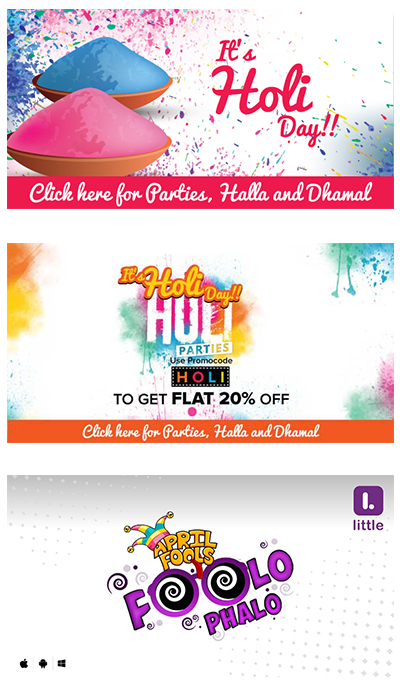 It's
Holi
Day!!
Click here for Parties, Halla and Dhamal
It's Holi Day!!
HOLI
PARTIES
Use Promocode
HOLI
TO GET FLAT 20% OFF
Click here for Parties, Halla and Dhamal
l.
little
APRIL
FOOLS
FOOLO
PHALO